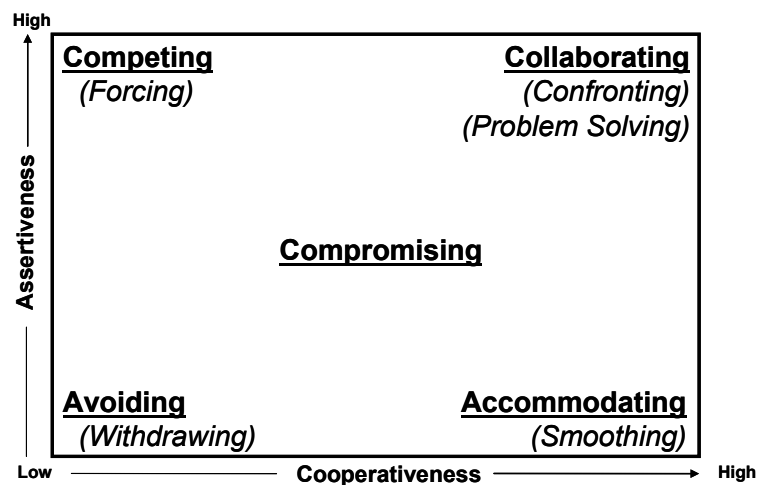 High
Competing
(Forcing)
Collaborating
(Confronting)
(Problem Solving)
Assertiveness
Compromising
Avoiding
(Withdrawing)
Accommodating
(Smoothing)
Low
Cooperativeness
High